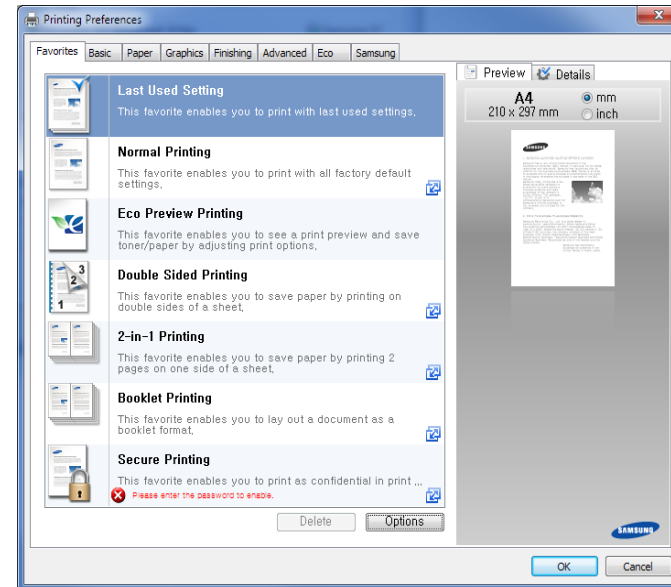 Printing Preferences
Favorites Basic Paper Graphics Finishing Advanced Eco Samsung
Last Used Setting
This favorite enables you to print with last used settings,
Normal Printing
This favorite enables you to print with all factory default
settings,
Eco Preview Printing
This favorite enables you to see a print preview and save
toner/paper by adjusting print options,
Double Sided Printing
This favorite enables you to save paper by printing on
double sides of a sheet,
2-in-1 Printing
This favorite enables you to save paper by printing 2
pages on one side of a sheet,
Booklet Printing
This favorite enables you to lay out a document as a
booklet format,
Secure Printing
This favorite enables you to print as confidential in print ,,,
Please enter the password to enable.
Delete Options
Preview Details
A4
210 x 297 mm
mm
inch
SAMSUNG
OK Cancel
3
2
1